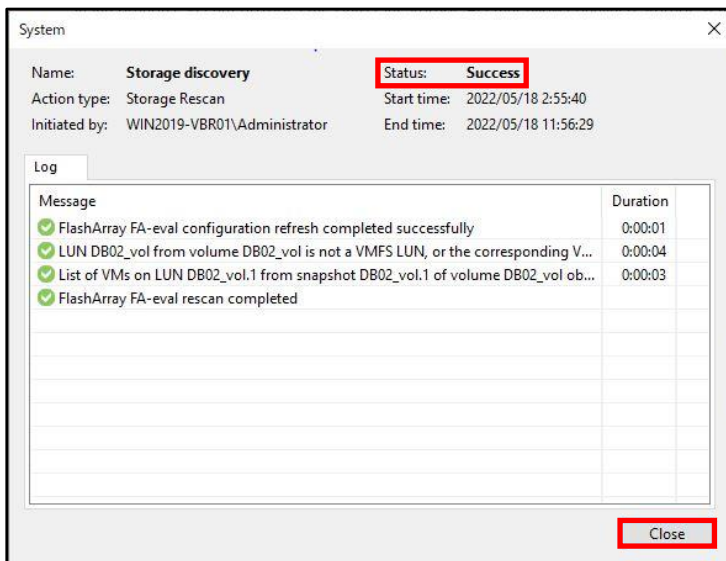 System
Name: Storage discovery Status: Success
Action type: Storage Rescan Start time: 2022/05/18 2:55:40
Initiated by: WIN2019-VBR01\Administrator End time: 2022/05/18 11:56:29
Log
Message Duration
FlashArray FA-eval configuration refresh completed successfully 0:00:01
LUN DB02_vol from volume DB02_vol is not a VMFS LUN, or the corresponding V... 0:00:04
List of VMs on LUN DB02_vol.1 from snapshot DB02_vol.1 of volume DB02_vol ob... 0:00:03
FlashArray FA-eval rescan completed
Close